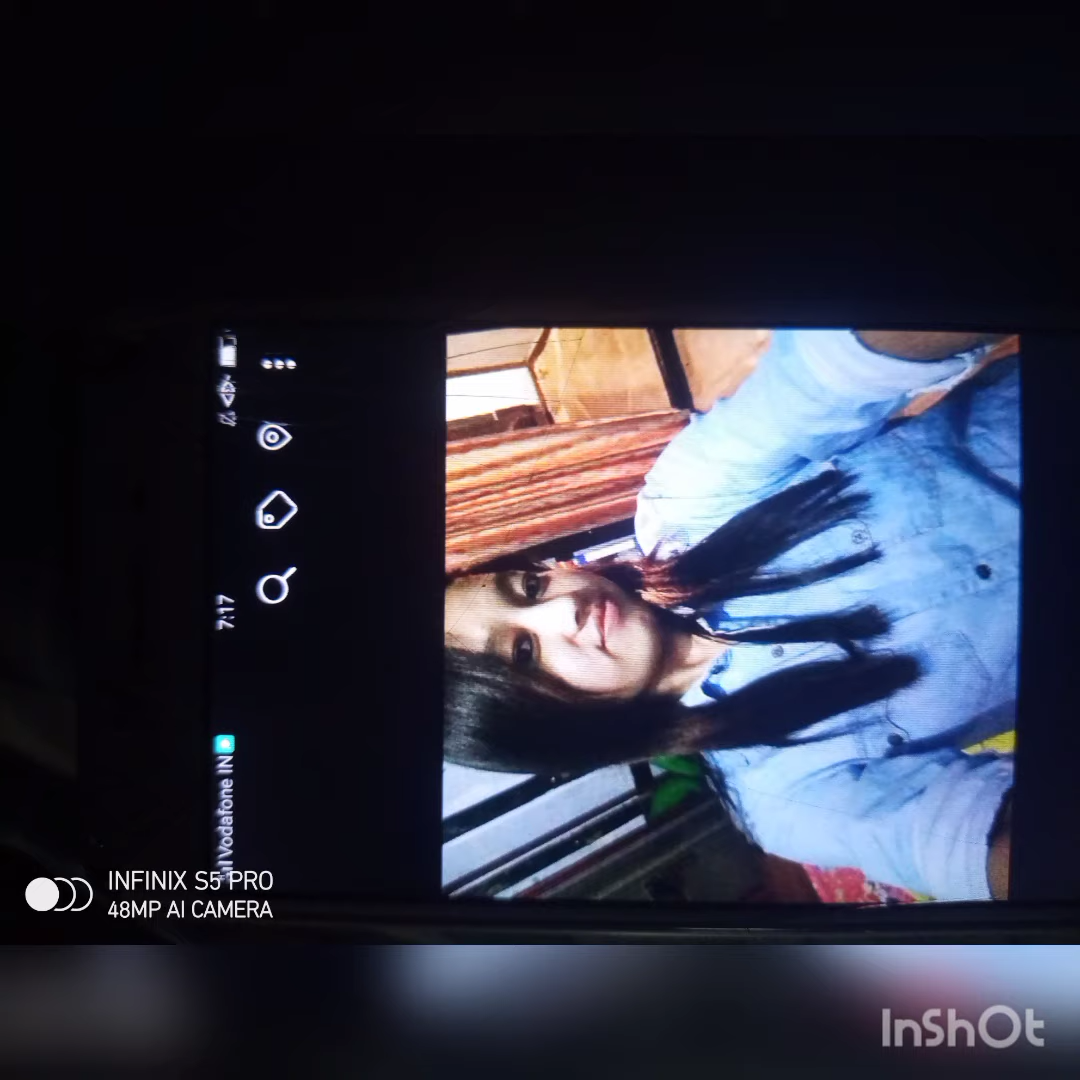 7:17
Vodafone IN
INFINIX S5 PRO
48MP AI CAMERA
InShOt